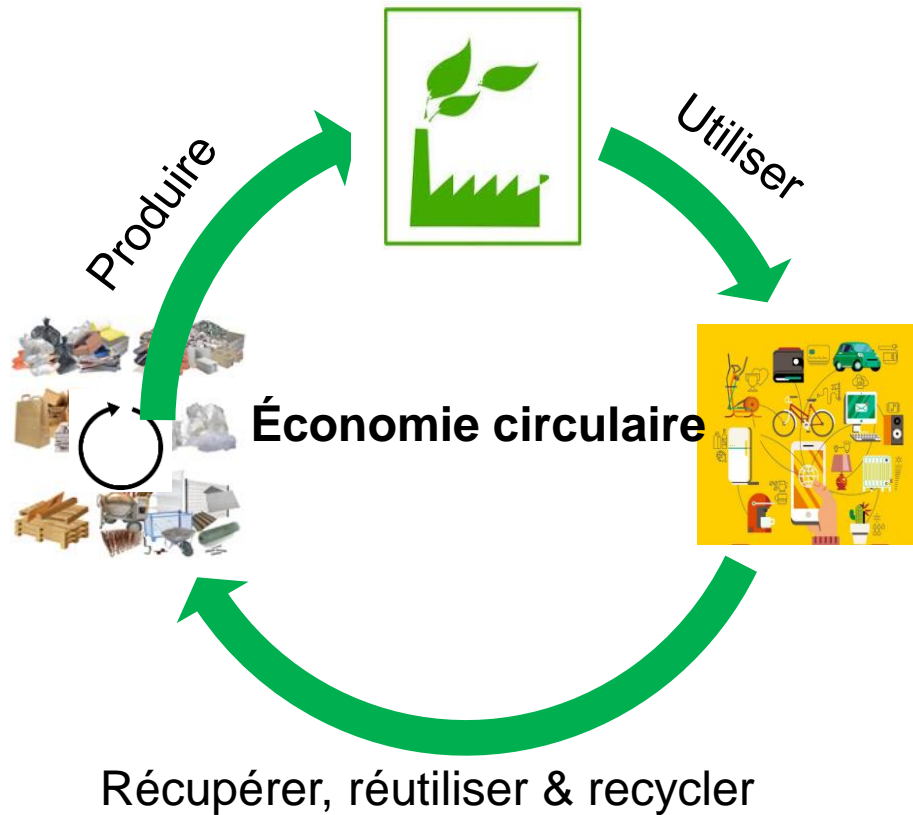 Produire
Utiliser
Économie circulaire
Récupérer, réutiliser & recycler